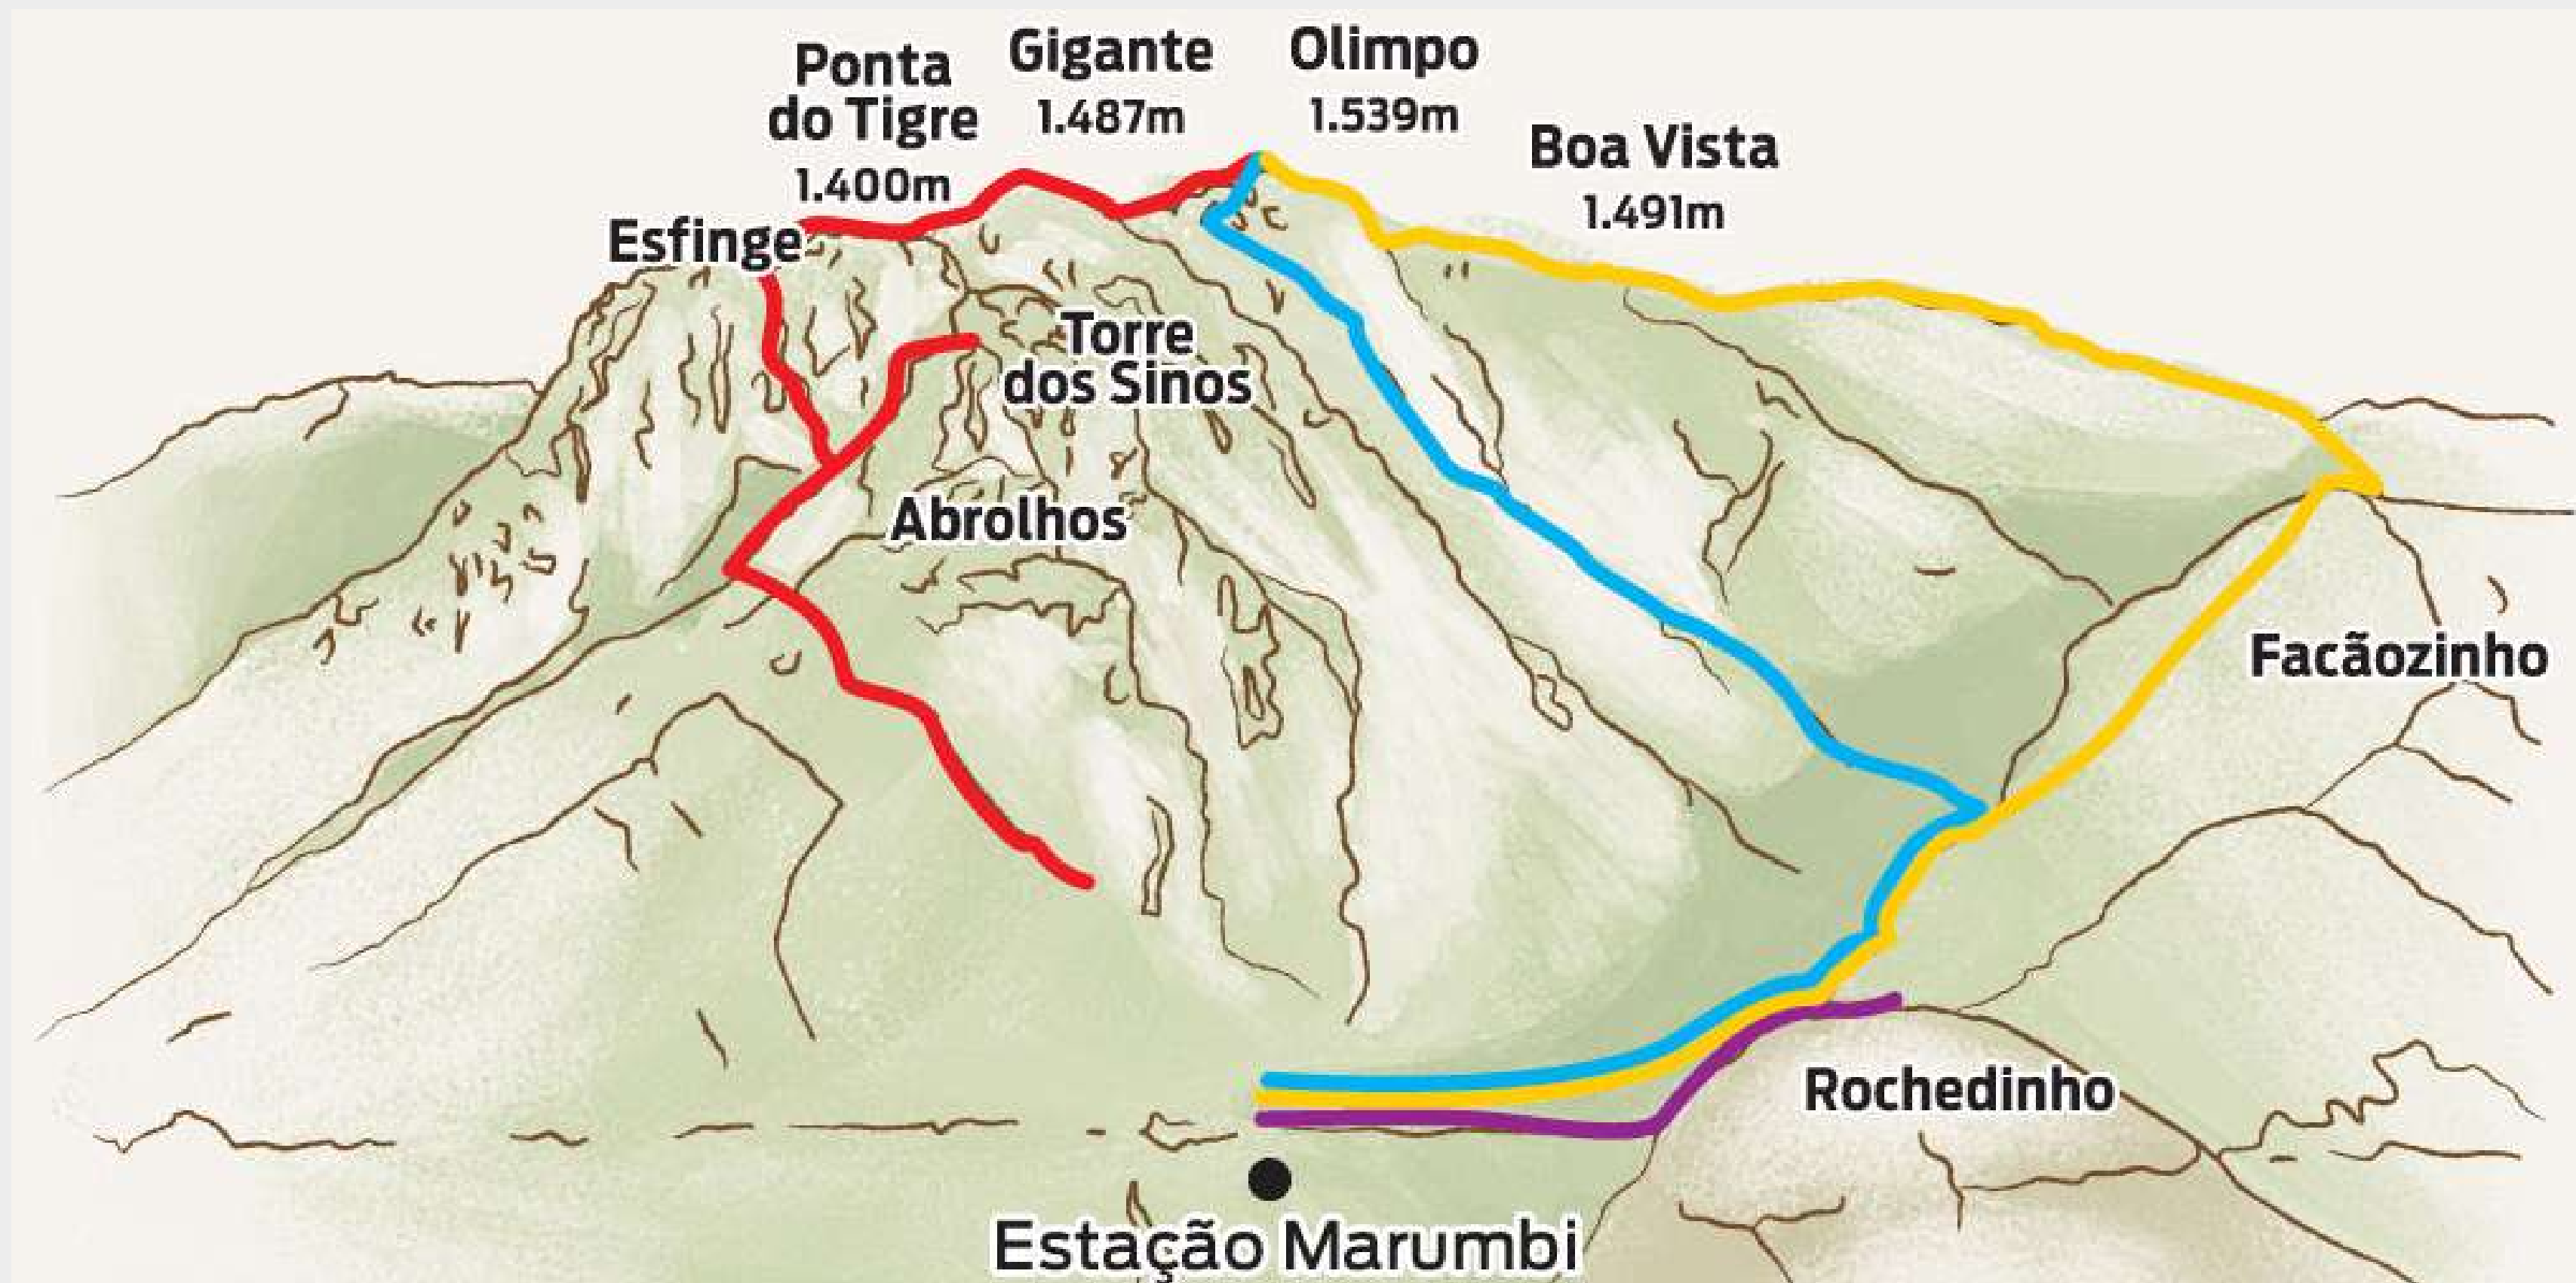 Ponta
do Tigre
1.400m
Gigante
1.487m
Olimpo
1.539m
Boa Vista
1.491m
Esfinge
Torre
dos Sinos
Abrolhos
Facãozinho
Rochedinho
Estação Marumbi